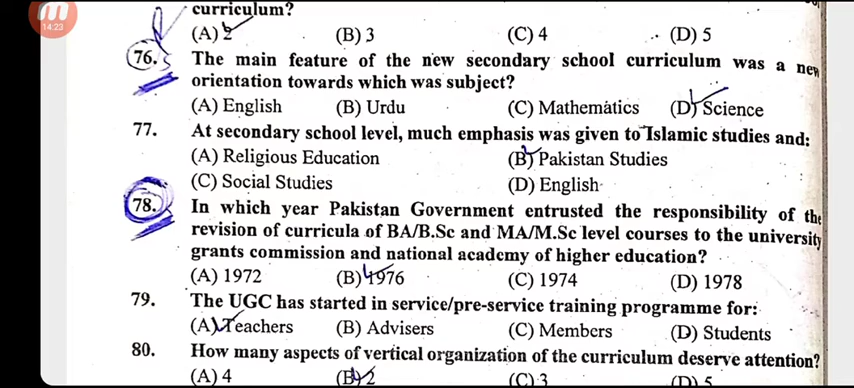 14:23
curriculum?
(A) 2 (B) 3 (C) 4 (D) 5
76. The main feature of the new secondary school curriculum was a new
orientation towards which was subject?
(A) English (B) Urdu (C) Mathematics (D) Science
77. At secondary school level, much emphasis was given to Islamic studies and:
(A) Religious Education (B) Pakistan Studies
(C) Social Studies (D) English
78. In which year Pakistan Government entrusted the responsibility of the
revision of curricula of BA/B.Sc and MA/M.Sc level courses to the university
grants commission and national academy of higher education?
(A) 1972 (B) 1976 (C) 1974 (D) 1978
79. The UGC has started in service/pre-service training programme for:
(A) Teachers (B) Advisers (C) Members (D) Students
80. How many aspects of vertical organization of the curriculum deserve attention?
(A) 4 (B) 2 (C) 3 (D) 5